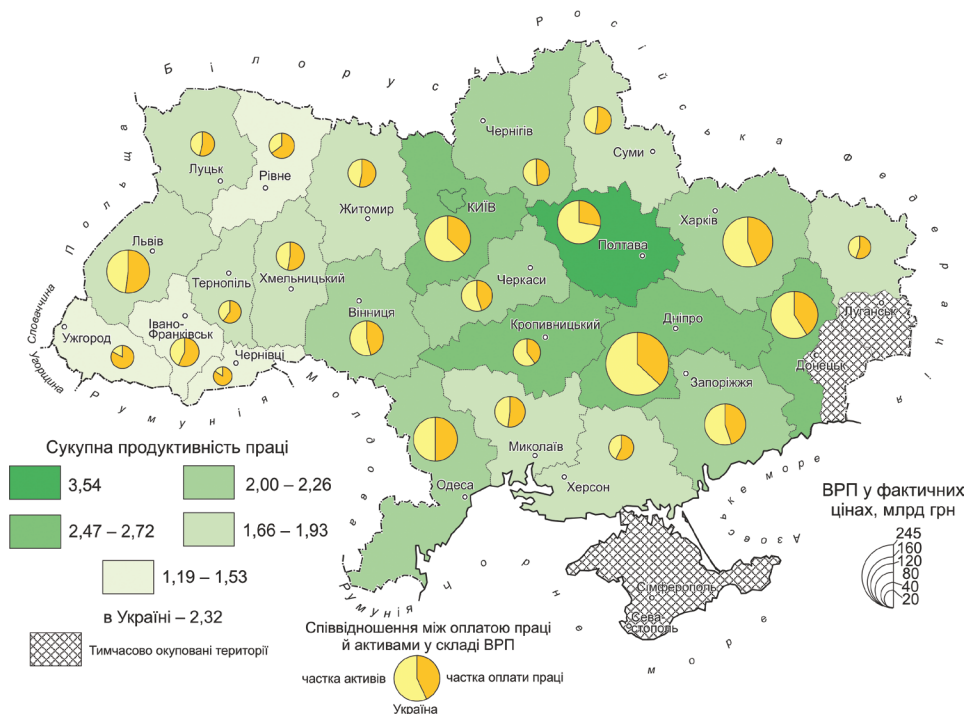 Р о с і й с ь к а Ф е д е р а ц і я
Б і л о р у с ь
П о л ь щ а
Словаччина
Угорщина
Р у м у н і я
М о л д о в а
Румунія
Ч о р н е
м о р е
Азовське море
Чернігів
Суми
Луцьк
Рівне
Житомир
КИЇВ
Полтава
Харків
Львів
Тернопіль
Хмельницький
Черкаси
Вінниця
Кропивницький
Дніпро
Луганськ
Донецьк
Ужгород
Івано-
Франківськ
Чернівці
Запоріжжя
Миколаїв
Одеса
Херсон
Сімферополь
Сева-
стополь
Сукупна продуктивність праці
3,54
2,00 – 2,26
2,47 – 2,72
1,66 – 1,93
1,19 – 1,53
в Україні – 2,32
Тимчасово окуповані території
Співвідношення між оплатою праці
й активами у складі ВРП
частка активів
частка оплати праці
Україна
ВРП у фактичних
цінах, млрд грн
245
160
120
80
40
20